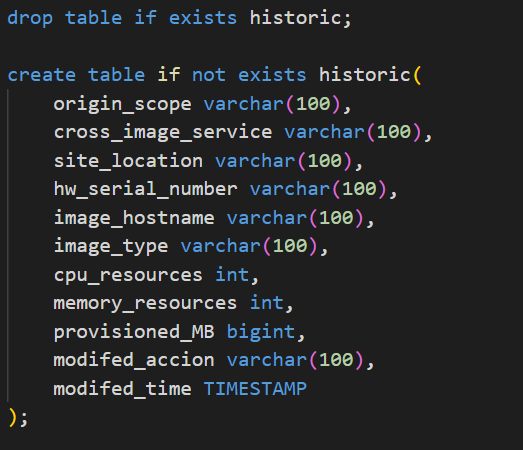 drop table if exists historic;
create table if not exists historic(
origin_scope varchar(100),
cross_image_service varchar(100),
site_location varchar(100),
hw_serial_number varchar(100),
image_hostname varchar(100),
image_type varchar(100),
cpu_resources int,
memory_resources int,
provisioned_MB bigint,
modifed_accion varchar(100),
modifed_time TIMESTAMP
);